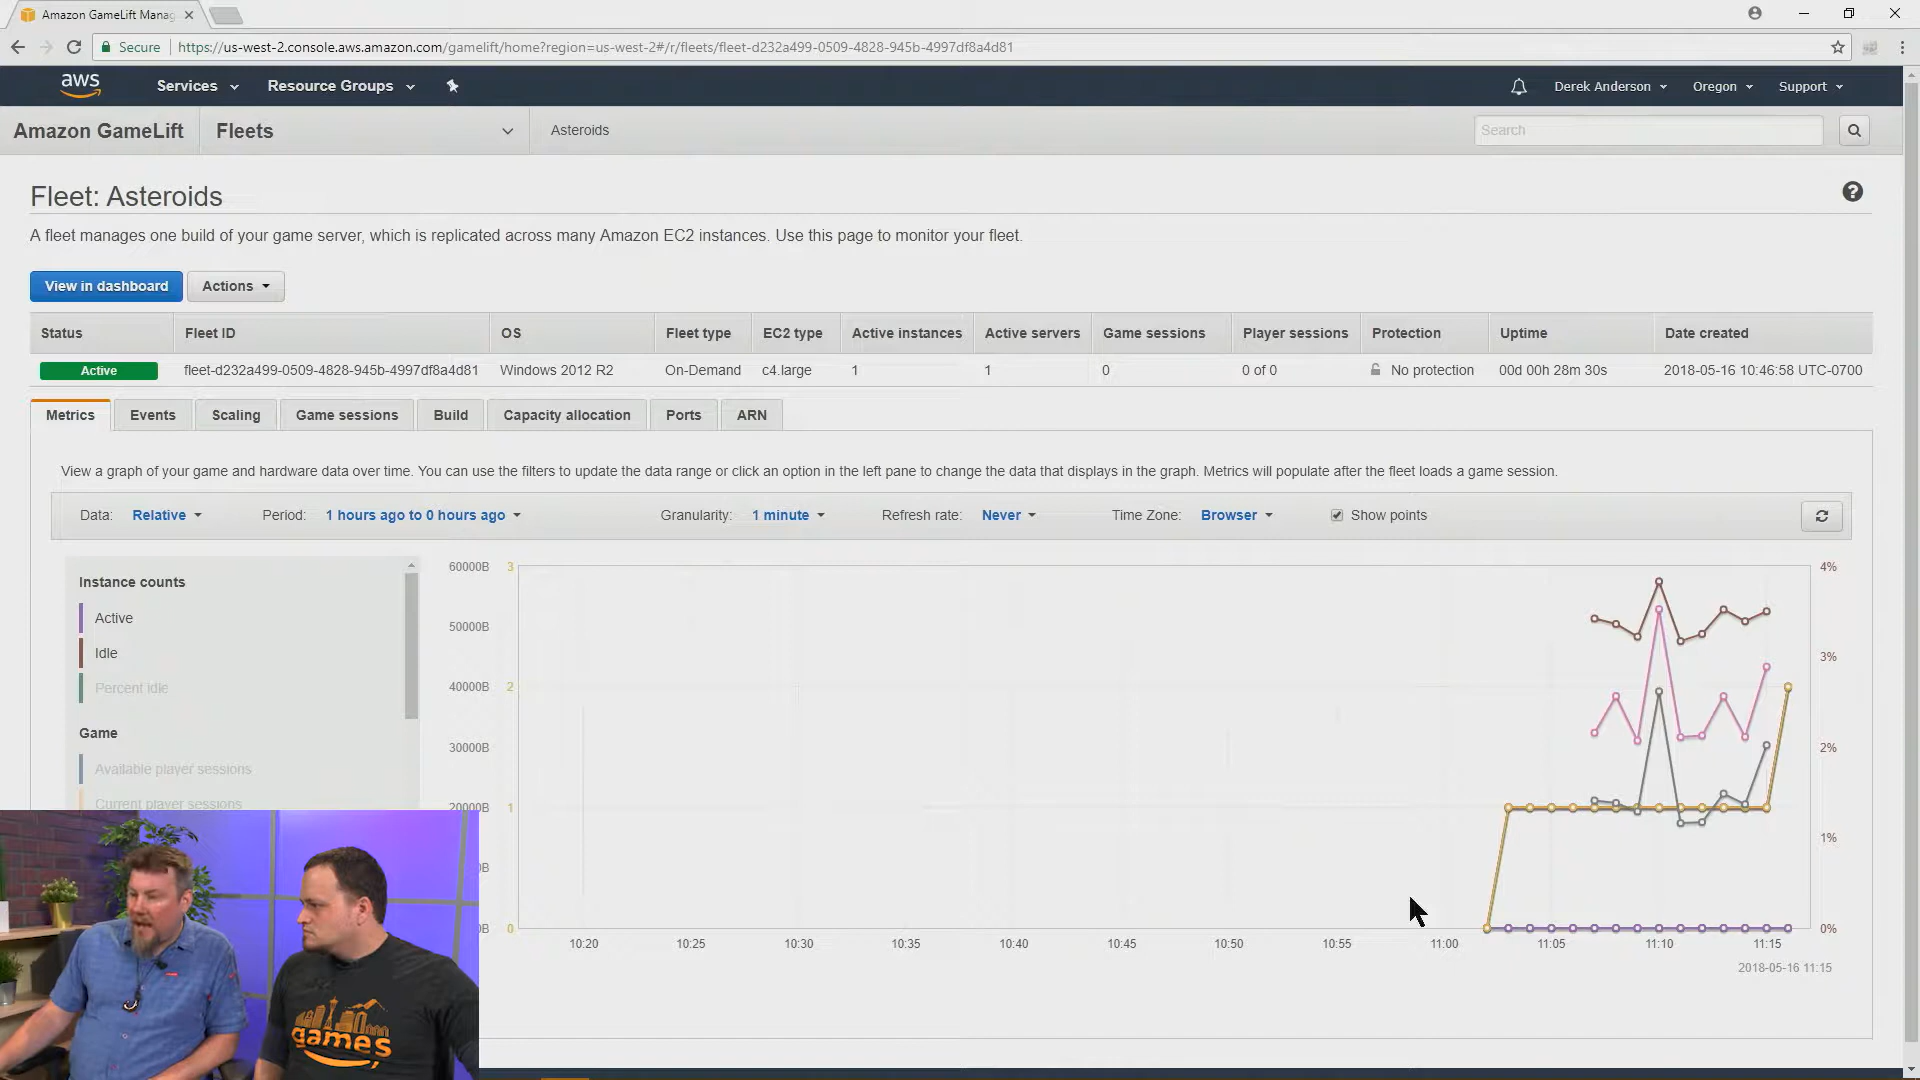 Amazon GameLift Manag
Secure https://us-west-2.console.aws.amazon.com/gamelift/home?region=us-west-2#/r/fleets/fleet-d232a499-0509-4828-945b-4997df8a4d81
aws Services Resource Groups Derek Anderson Oregon Support
Amazon GameLift Fleets Asteroids Search
Fleet: Asteroids
A fleet manages one build of your game server, which is replicated across many Amazon EC2 instances. Use this page to monitor your fleet.
View in dashboard Actions
Status Fleet ID OS Fleet type EC2 type Active instances Active servers Game sessions Player sessions Protection Uptime Date created
Active fleet-d232a499-0509-4828-945b-4997df8a4d81 Windows 2012 R2 On-Demand c4.large 1 1 0 0 of 0 No protection 00d 00h 28m 30s 2018-05-16 10:46:58 UTC-0700
Metrics Events Scaling Game sessions Build Capacity allocation Ports ARN
View a graph of your game and hardware data over time. You can use the filters to update the data range or click an option in the left pane to change the data that displays in the graph. Metrics will populate after the fleet loads a game session.
Data: Relative Period: 1 hours ago to 0 hours ago Granularity: 1 minute Refresh rate: Never Time Zone: Browser Show points
Instance counts
Active
Idle
Percent idle
Game
Available player sessions
Current player sessions
60000B 3 4%
50000B
3%
40000B 2
30000B 2%
20000B 1
1%
0B
0B 0 0%
10:20 10:25 10:30 10:35 10:40 10:45 10:50 10:55 11:00 11:05 11:10 11:15
2018-05-16 11:15
games